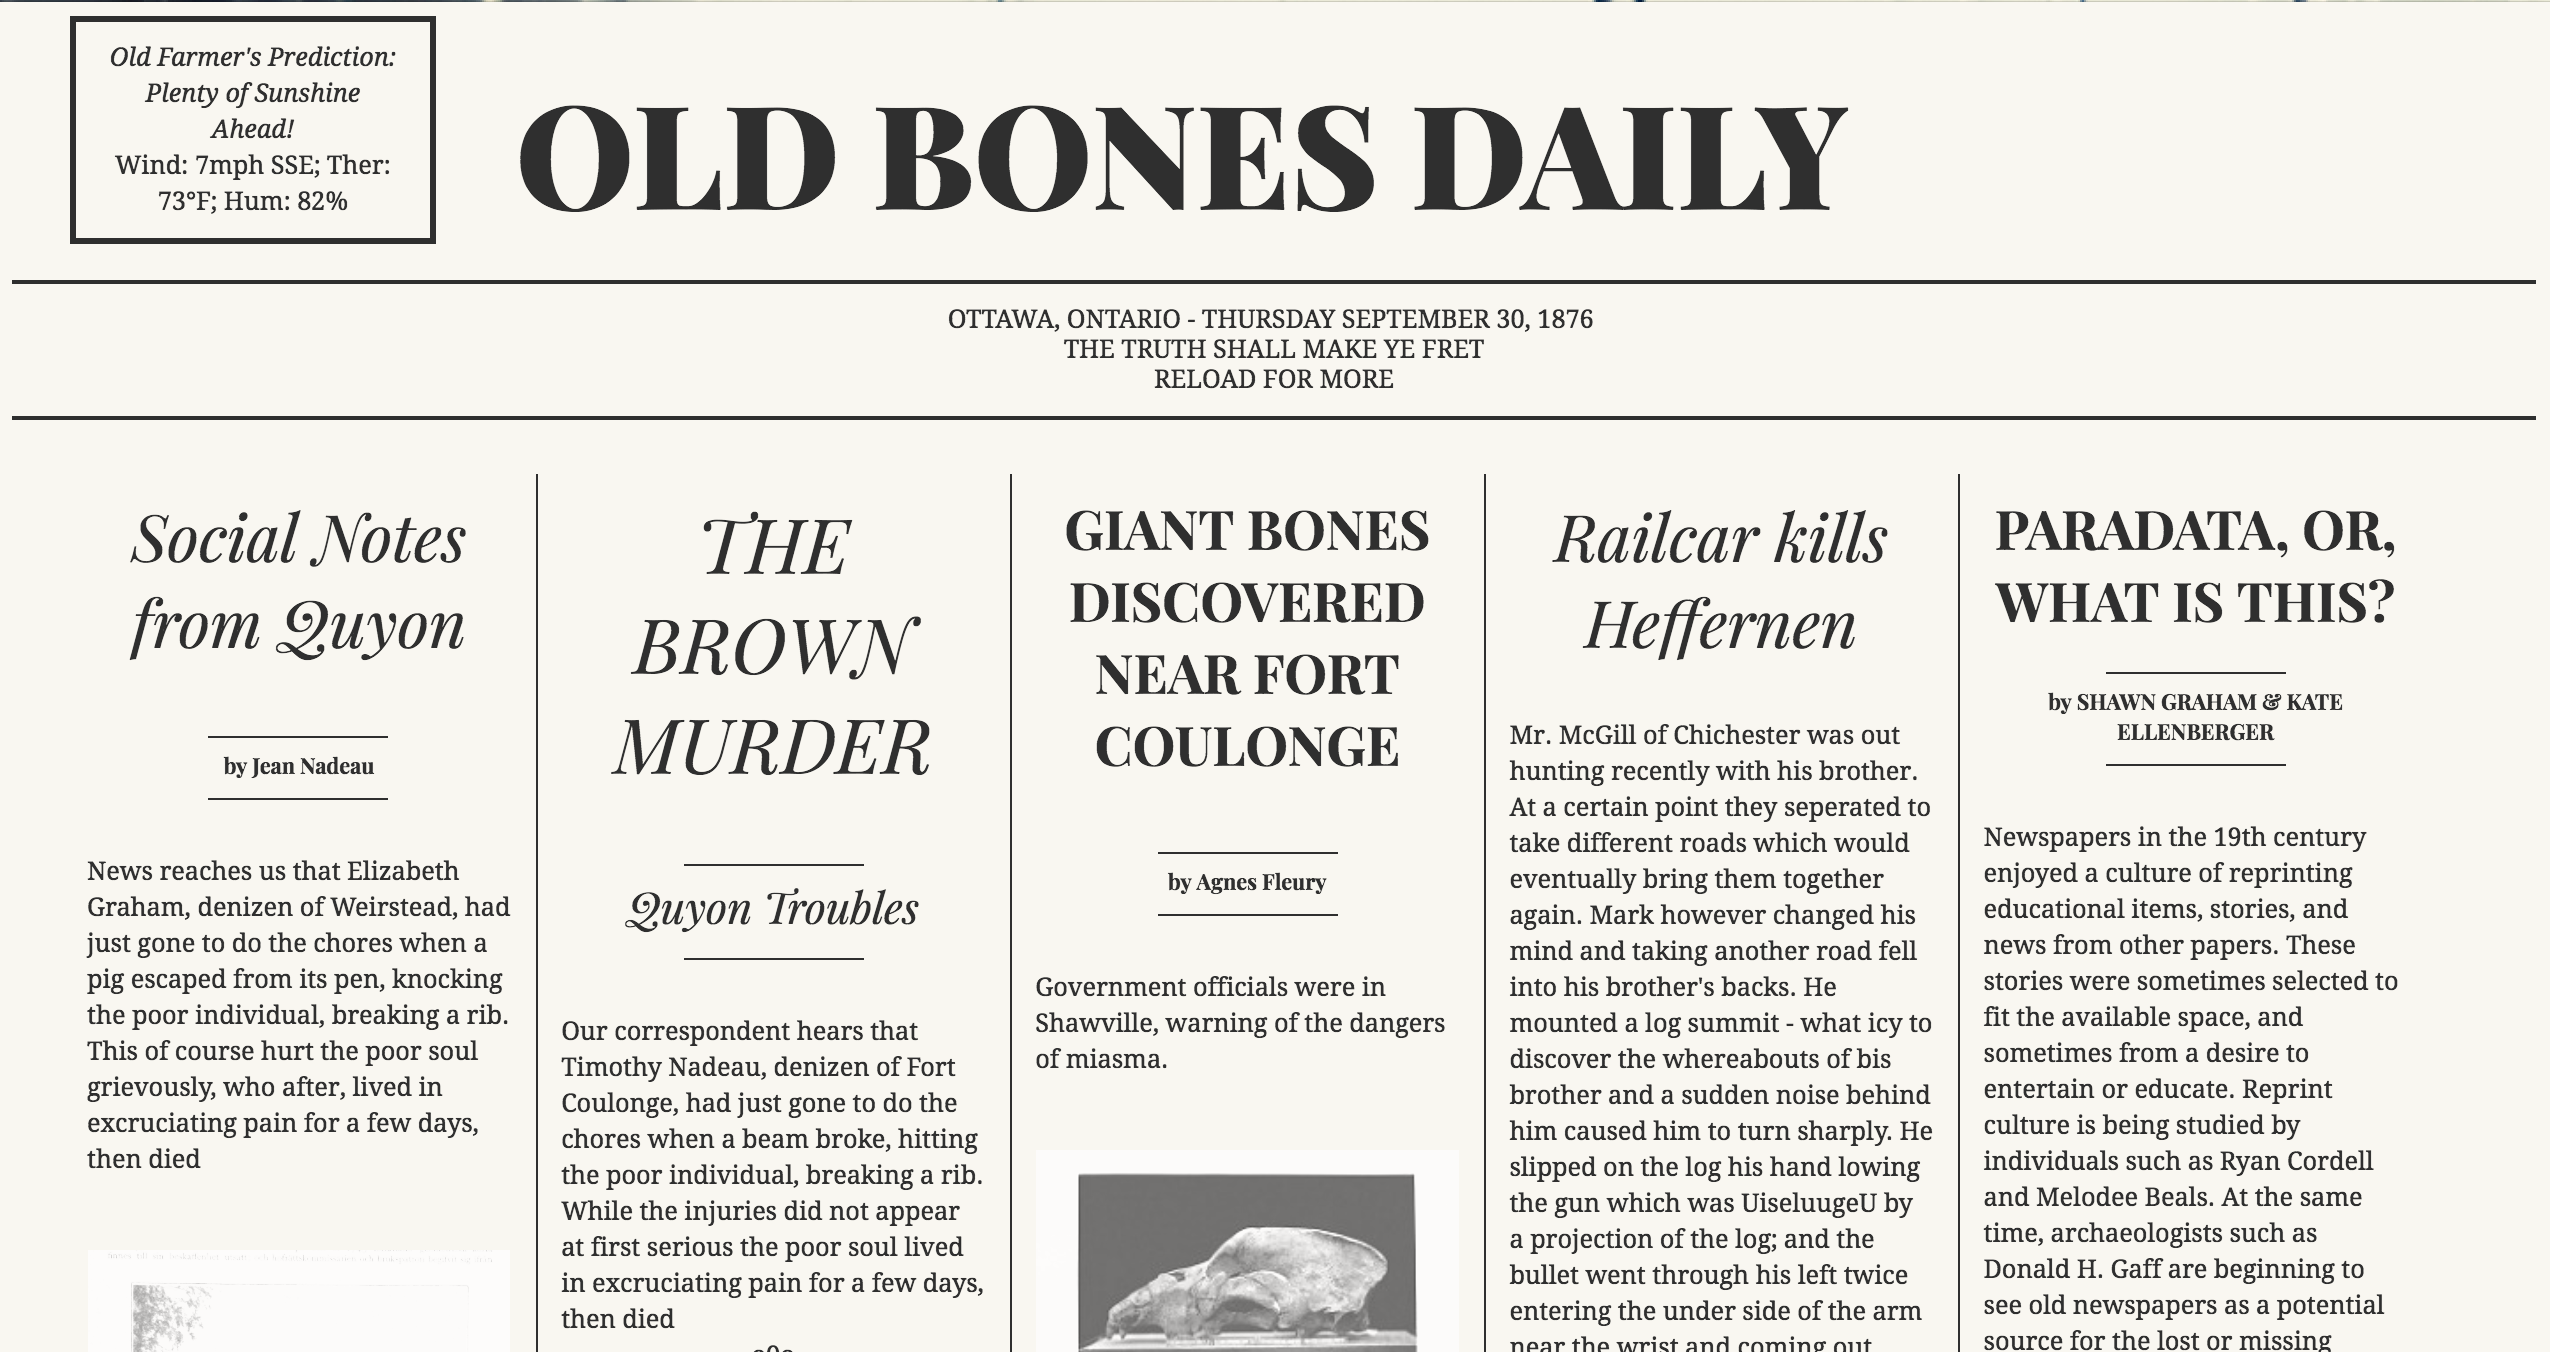 Old Farmer's Prediction:
Plenty of Sunshine
Ahead!
Wind: 7mph SSE; Ther:
73°F; Hum: 82%
OLD BONES DAILY
OTTAWA, ONTARIO - THURSDAY SEPTEMBER 30, 1876
THE TRUTH SHALL MAKE YE FRET
RELOAD FOR MORE
Social Notes
from Quyon
by Jean Nadeau
News reaches us that Elizabeth
Graham, denizen of Weirstead, had
just gone to do the chores when a
pig escaped from its pen, knocking
the poor individual, breaking a rib.
This of course hurt the poor soul
grievously, who after, lived in
excruciating pain for a few days,
then died
THE
BROWN
MURDER
Quyon Troubles
Our correspondent hears that
Timothy Nadeau, denizen of Fort
Coulonge, had just gone to do the
chores when a beam broke, hitting
the poor individual, breaking a rib.
While the injuries did not appear
at first serious the poor soul lived
in excruciating pain for a few days,
then died
GIANT BONES
DISCOVERED
NEAR FORT
COULONGE
by Agnes Fleury
Government officials were in
Shawville, warning of the dangers
of miasma.
Railcar kills
Heffernen
Mr. McGill of Chichester was out
hunting recently with his brother.
At a certain point they seperated to
take different roads which would
eventually bring them together
again. Mark however changed his
mind and taking another road fell
into his brother's backs. He
mounted a log summit - what icy to
discover the whereabouts of bis
brother and a sudden noise behind
him caused him to turn sharply. He
slipped on the log his hand lowing
the gun which was UiseluugeU by
a projection of the log; and the
bullet went through his left twice
entering the under side of the arm
near the wrist and coming out
PARADATA, OR,
WHAT IS THIS?
by SHAWN GRAHAM & KATE
ELLENBERGER
Newspapers in the 19th century
enjoyed a culture of reprinting
educational items, stories, and
news from other papers. These
stories were sometimes selected to
fit the available space, and
sometimes from a desire to
entertain or educate. Reprint
culture is being studied by
individuals such as Ryan Cordell
and Melodee Beals. At the same
time, archaeologists such as
Donald H. Gaff are beginning to
see old newspapers as a potential
source for the lost or missing